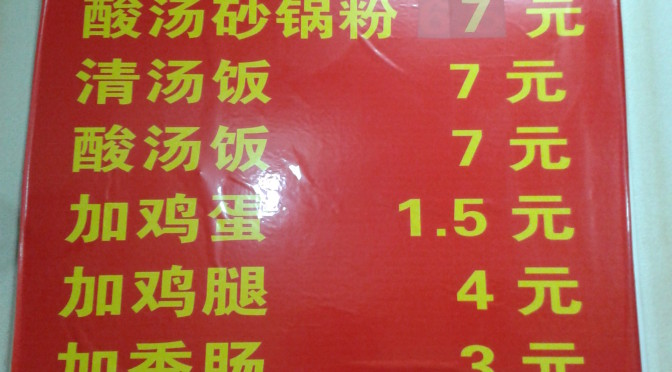 酸汤砂锅粉 7 元
清汤饭 7 元
酸汤饭 7 元
加鸡蛋 1.5 元
加鸡腿 4 元
加香肠 3 元